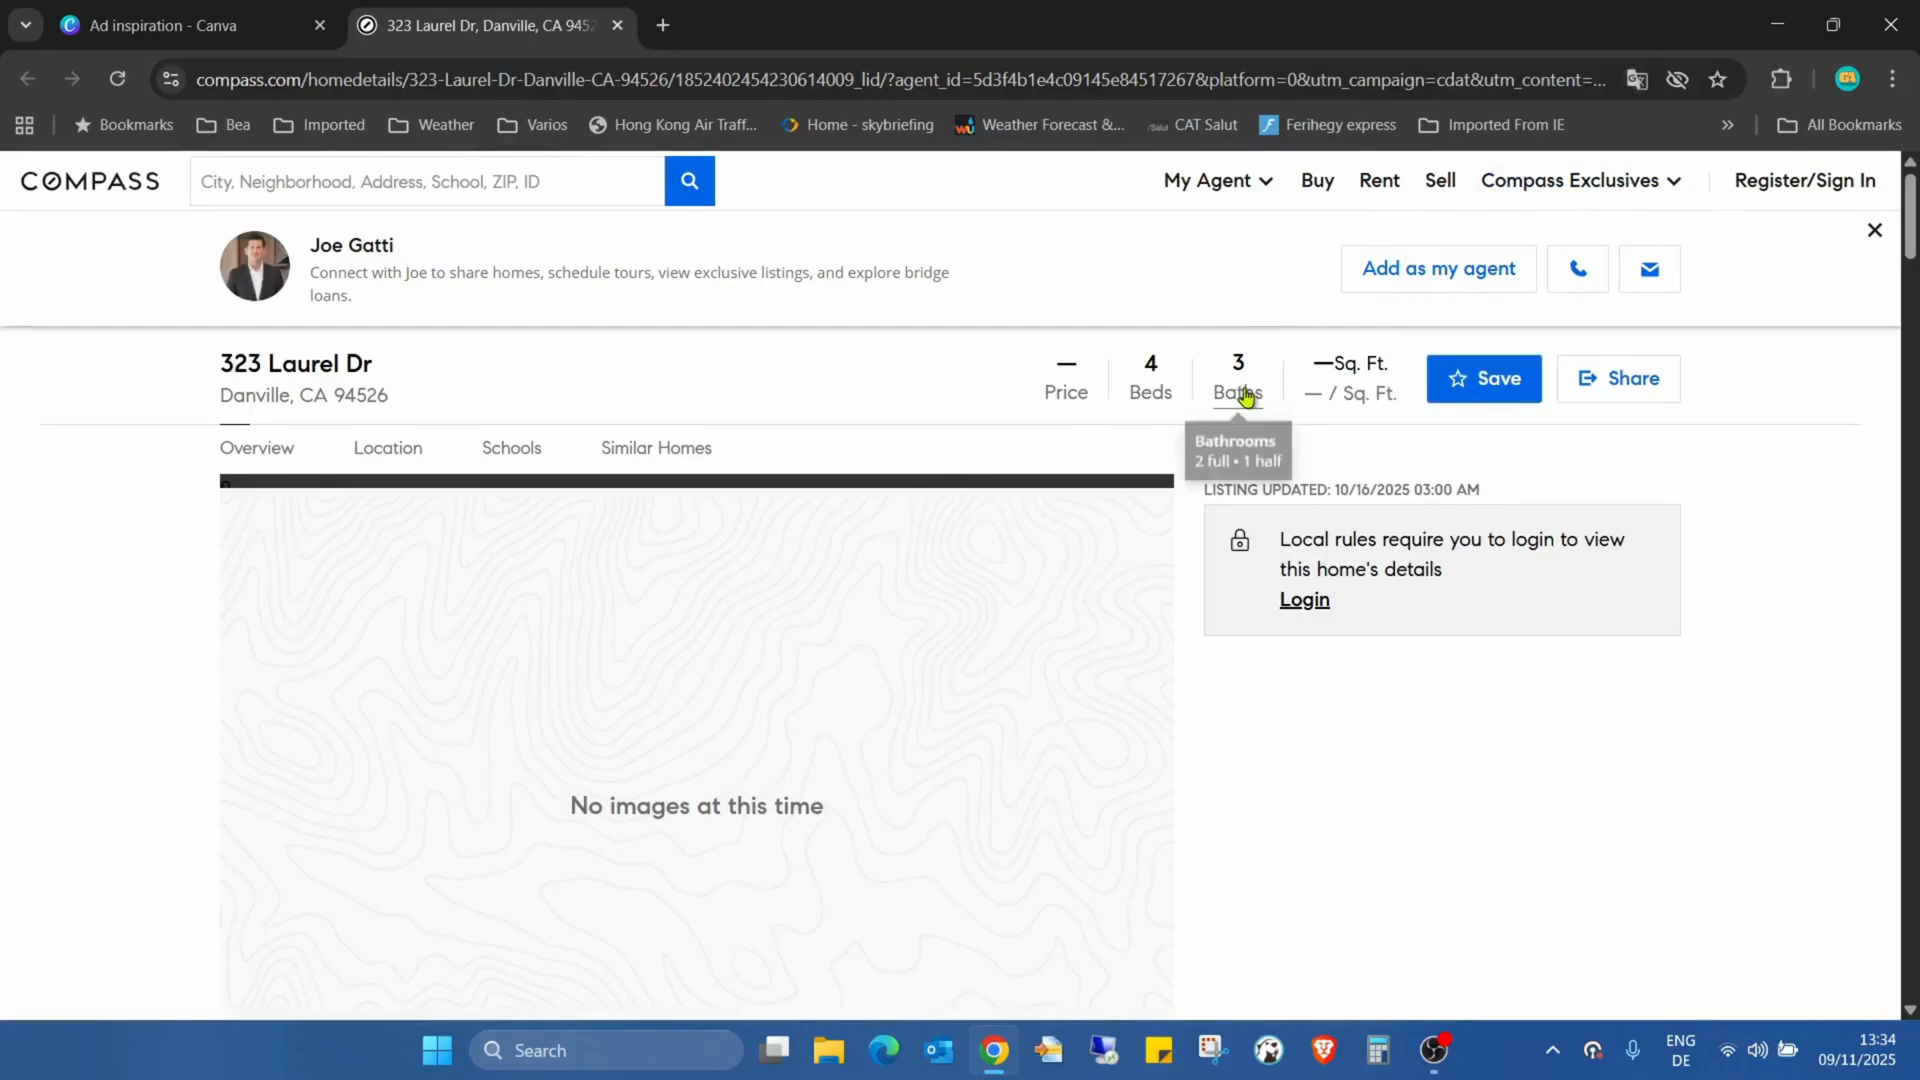 Ad inspiration - Canva
323 Laurel Dr, Danville, CA 9452
compass.com/homedetails/323-Laurel-Dr-Danville-CA-94526/1852402454230614009_lid/?agent_id=5d3f4b1e4c09145e84517267&platform=0&utm_campaign=cdat&utm_content=...
Bookmarks
Bea
Imported
Weather
Varios
Hong Kong Air Traff...
Home - skybriefing
Weather Forecast &...
CAT Salut
Ferihegy express
Imported From IE
All Bookmarks
COMPASS
City, Neighborhood, Address, School, ZIP, ID
My Agent
Buy
Rent
Sell
Compass Exclusives
Register/Sign In
Joe Gatti
Connect with Joe to share homes, schedule tours, view exclusive listings, and explore bridge
loans.
Add as my agent
323 Laurel Dr
Danville, CA 94526
— Price
4 Beds
3 Baths
—Sq. Ft.
— / Sq. Ft.
Save
Share
Bathrooms
2 full • 1 half
Overview
Location
Schools
Similar Homes
LISTING UPDATED: 10/16/2025 03:00 AM
Local rules require you to login to view
this home's details
Login
No images at this time
Search
ENG
DE
13:34
09/11/2025